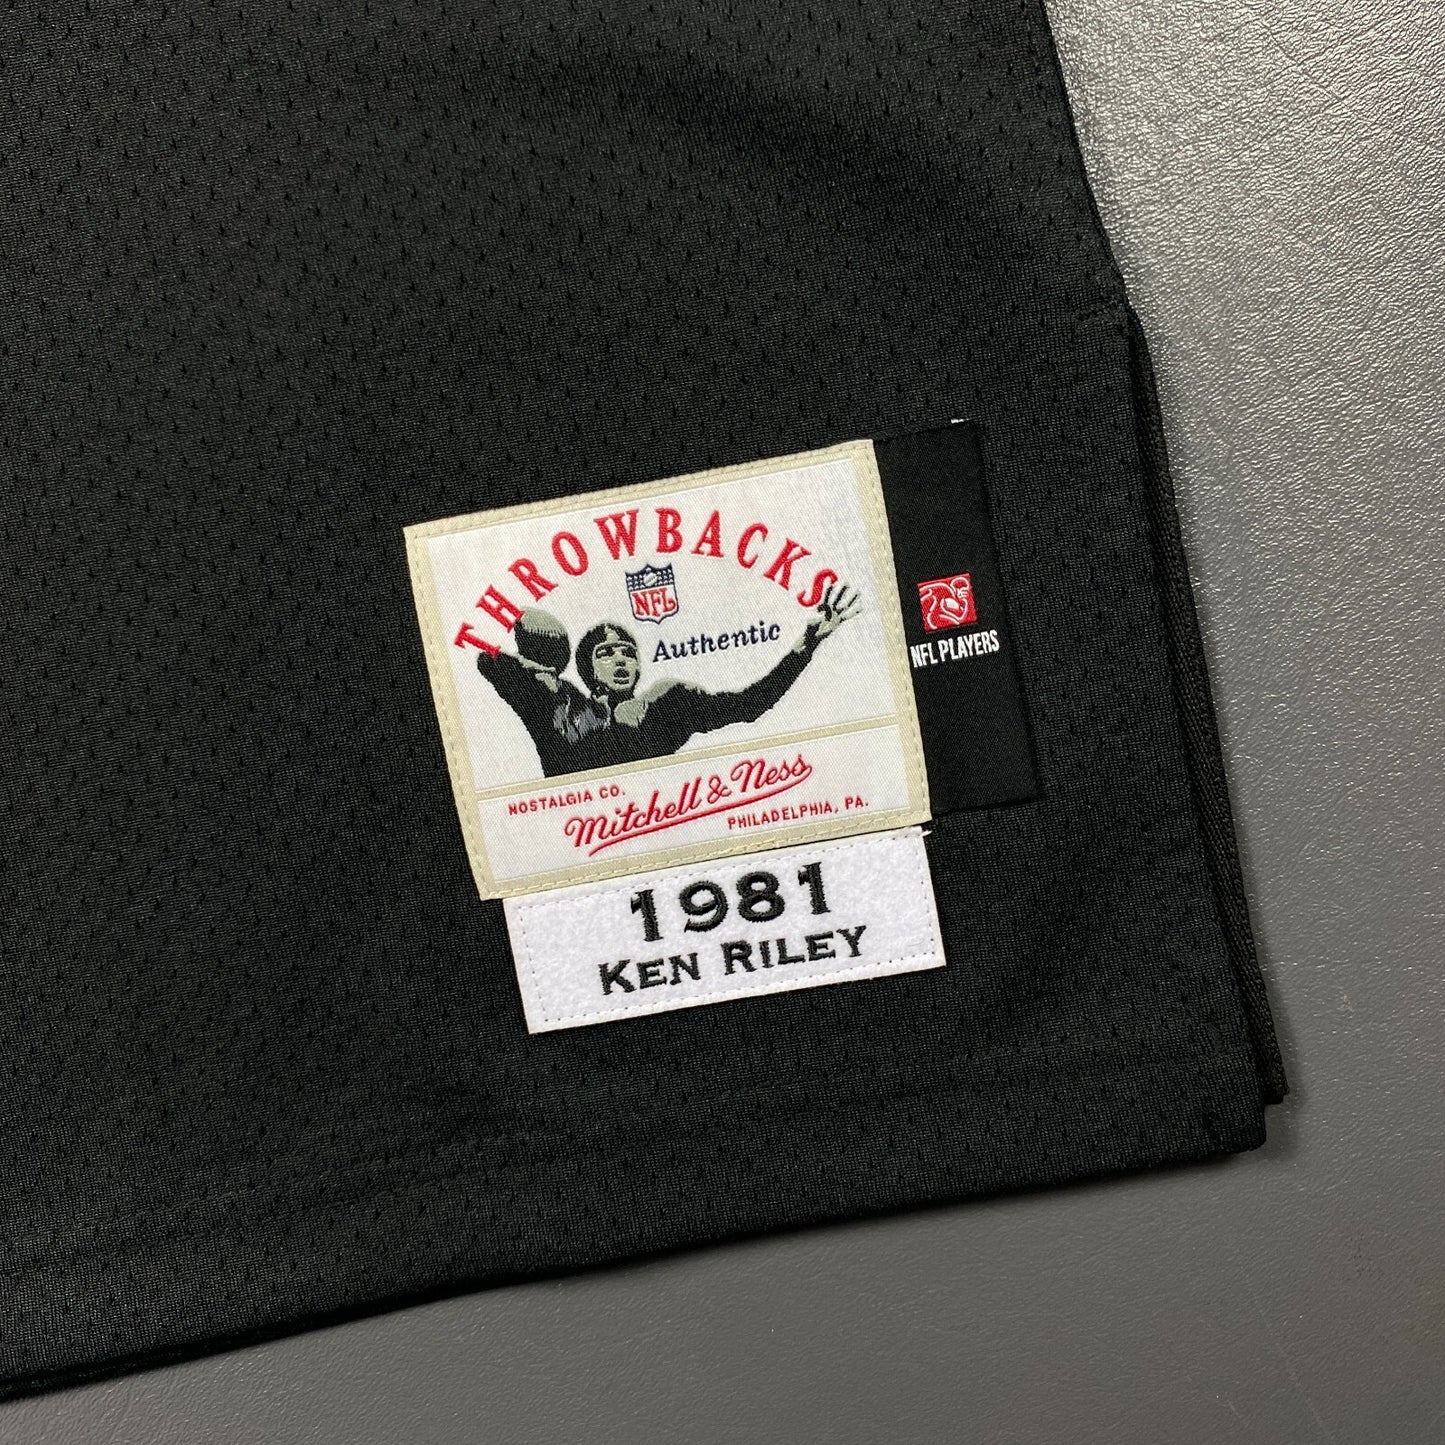 THROWBACKS
NFL
Authentic
NFL PLAYERS
NOSTALGIA CO.
Mitchell & Ness
PHILADELPHIA, PA.
1981
KEN RILEY